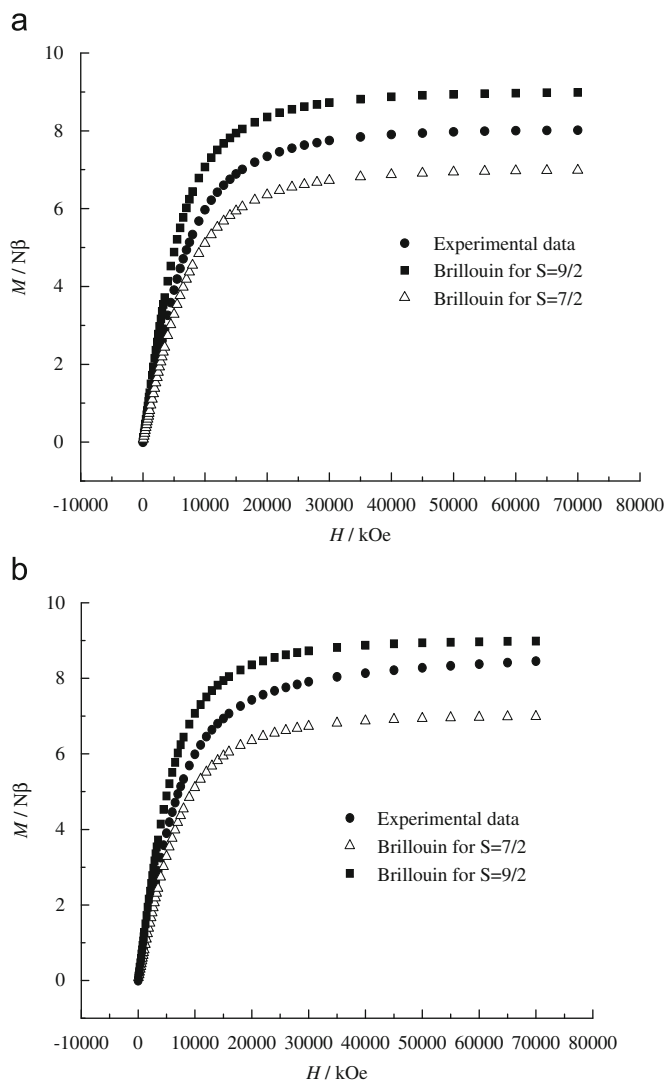 a
10
8
6
4
2
0
M / Nβ
Experimental data
Brillouin for S=9/2
Brillouin for S=7/2
-10000 0 10000 20000 30000 40000 50000 60000 70000 80000
H / kOe
b
10
8
6
4
2
0
M / Nβ
Experimental data
Brillouin for S=7/2
Brillouin for S=9/2
-10000 0 10000 20000 30000 40000 50000 60000 70000 80000
H / kOe